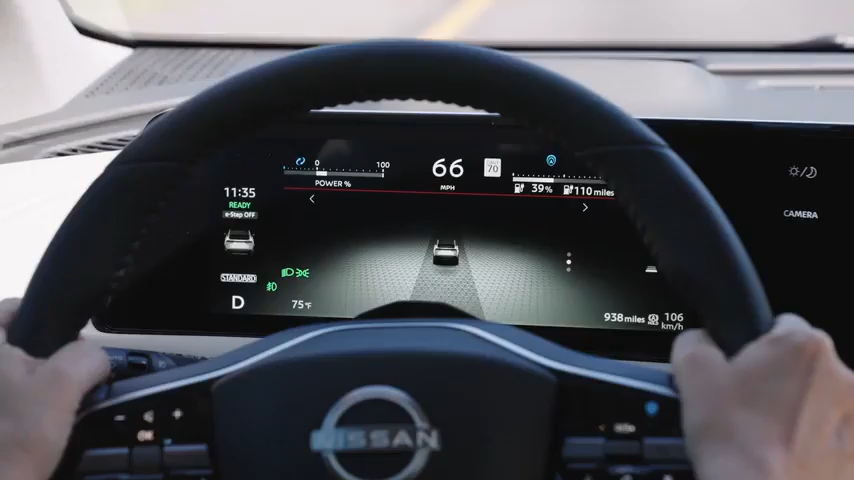 0 100
POWER %
66
MPH
70
39%
110 miles
11:35
READY
e-Step OFF
STANDARD
D
75°F
938 miles
106
km/h
CAMERA
OK
NISSAN